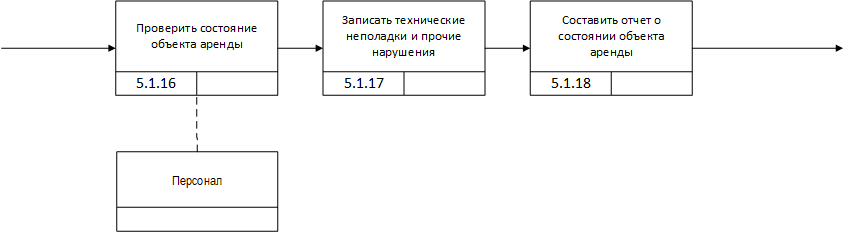 Проверить состояние
объекта аренды
5.1.16
Записать технические
неполадки и прочие
нарушения
5.1.17
Составить отчет о
состоянии объекта
аренды
5.1.18
Персонал